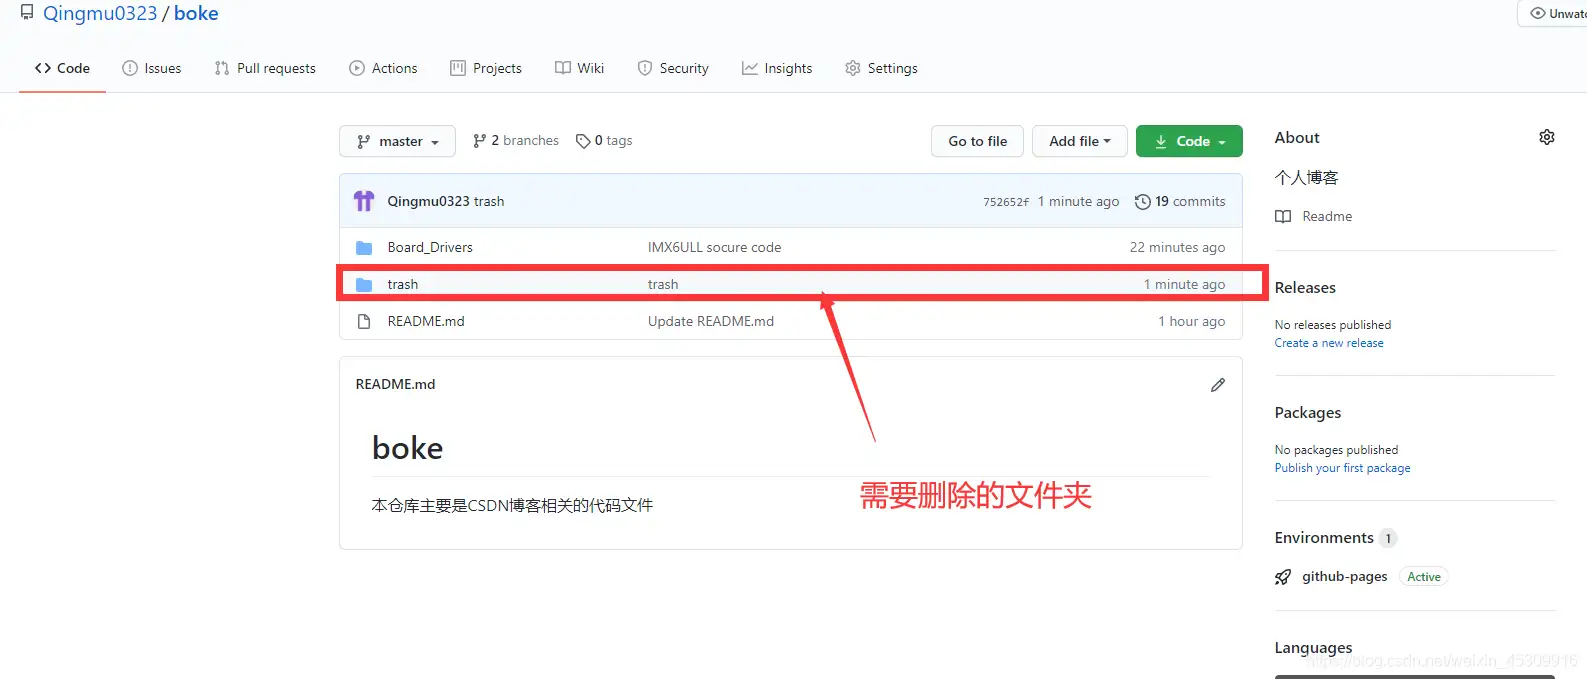 Qingmu0323 / boke
Unwatc
Code Issues Pull requests Actions Projects Wiki Security Insights Settings
master 2 branches 0 tags Go to file Add file Code
Qingmu0323 trash 752652f 1 minute ago 19 commits
Board_Drivers IMX6ULL socure code 22 minutes ago
trash trash 1 minute ago
README.md Update README.md 1 hour ago
README.md
boke
本仓库主要是CSDN博客相关的代码文件
需要删除的文件夹
About
个人博客
Readme
Releases
No releases published
Create a new release
Packages
No packages published
Publish your first package
Environments 1
github-pages Active
Languages
https://blog.csdn.net/weixin_45309916